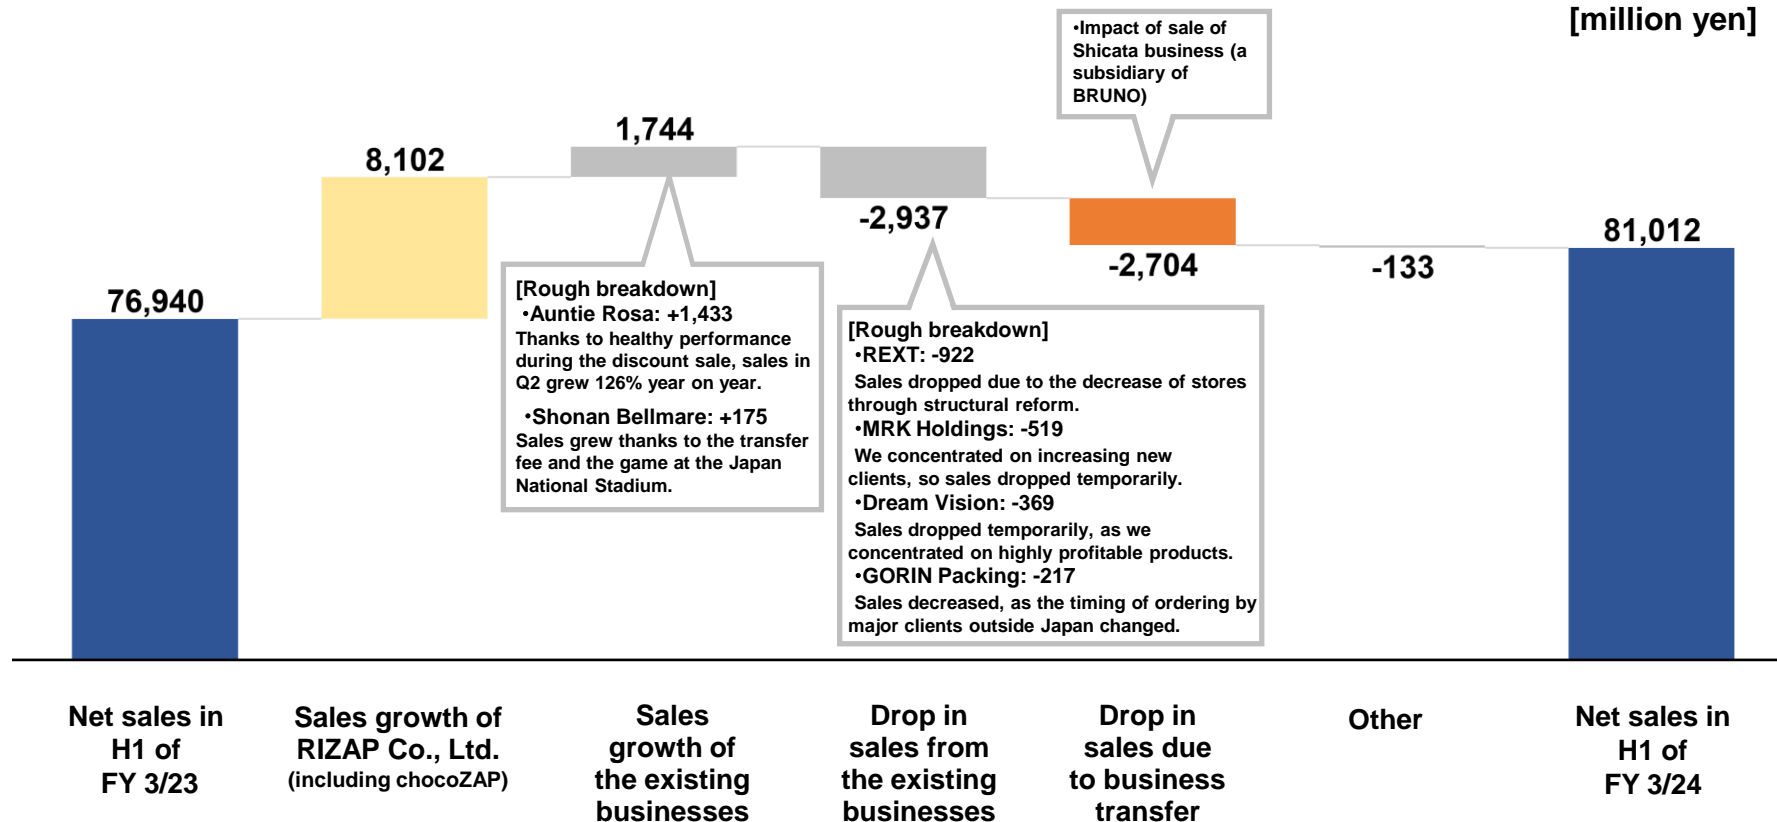 [million yen]
•Impact of sale of
Shicata business (a
subsidiary of
BRUNO)
76,940
8,102
1,744
-2,937
-2,704
-133
81,012
[Rough breakdown]
•Auntie Rosa: +1,433
Thanks to healthy performance
during the discount sale, sales in
Q2 grew 126% year on year.
•Shonan Bellmare: +175
Sales grew thanks to the transfer
fee and the game at the Japan
National Stadium.
[Rough breakdown]
•REXT: -922
Sales dropped due to the decrease of stores
through structural reform.
•MRK Holdings: -519
We concentrated on increasing new
clients, so sales dropped temporarily.
•Dream Vision: -369
Sales dropped temporarily, as we
concentrated on highly profitable products.
•GORIN Packing: -217
Sales decreased, as the timing of ordering by
major clients outside Japan changed.
Net sales in
H1 of
FY 3/23
Sales growth of
RIZAP Co., Ltd.
(including chocoZAP)
Sales
growth of
the existing
businesses
Drop in
sales from
the existing
businesses
Drop in
sales due
to business
transfer
Other
Net sales in
H1 of
FY 3/24